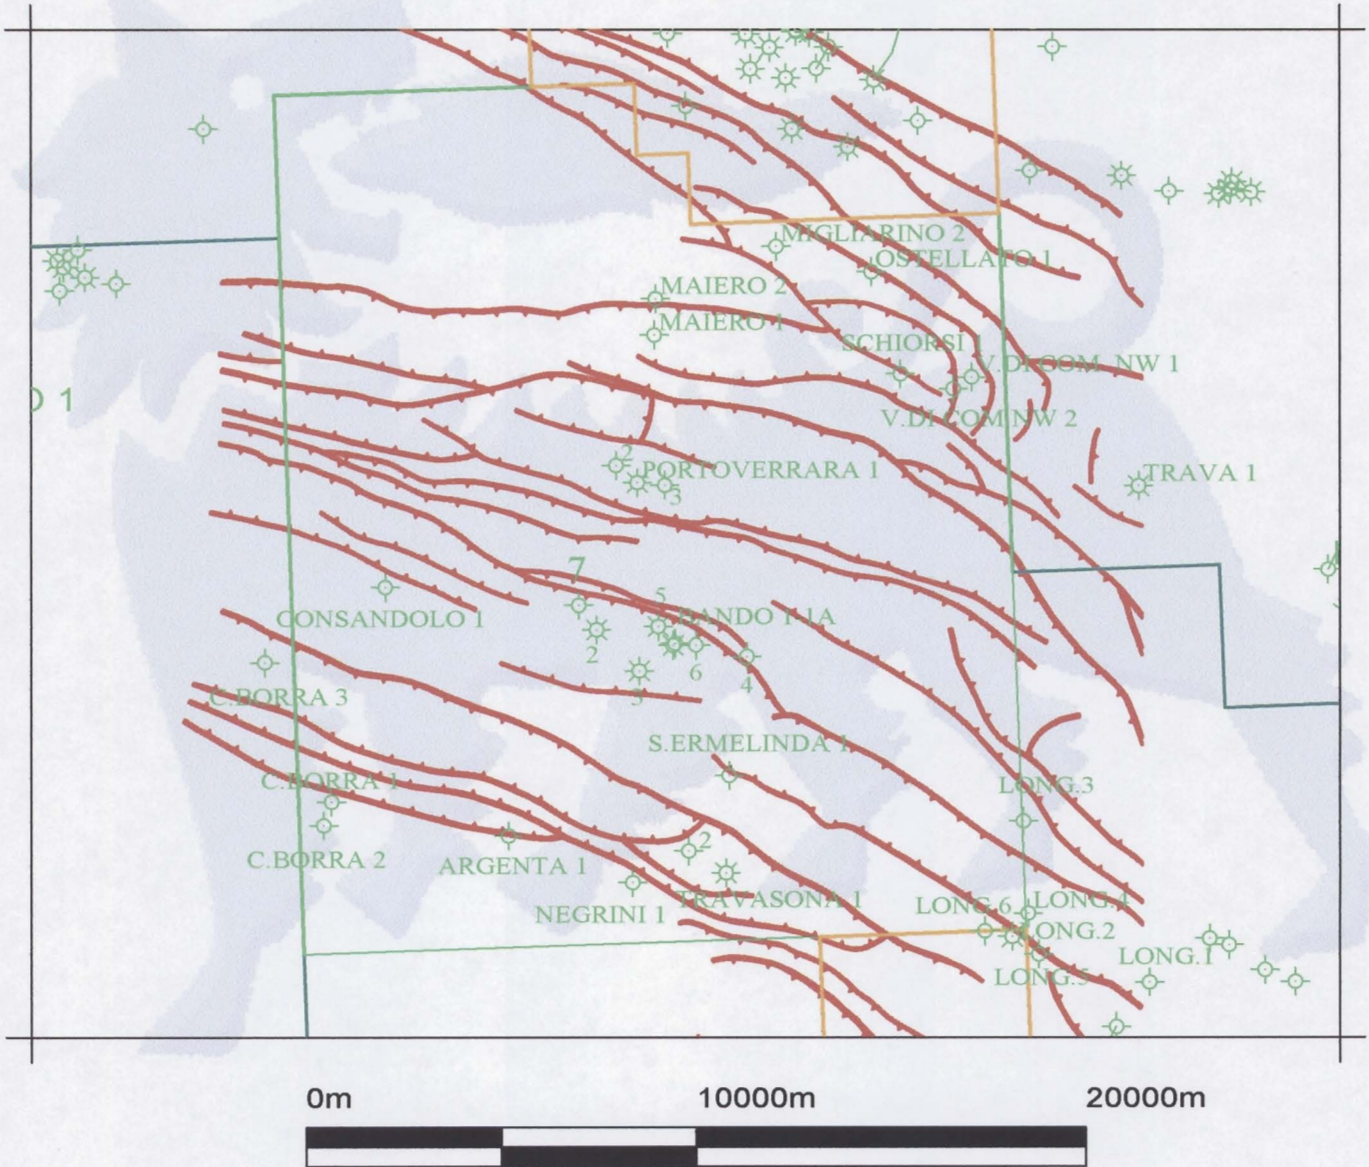 MIGLIARINO 2
OSTELLATO 1
MAIERO 2
MAIERO 1
SCHIORSI 1
V.DI COM. NW 1
1
V.DI COM.NW 2
2
PORTOVERRARA 1
3
TRAVA 1
7
5
BANDO 1-1A
CONSANDOLO 1
2
6
4
3
C.BORRA 3
S.ERMELINDA 1
C.BORRA 1
LONG.3
2
C.BORRA 2
ARGENTA 1
TRAVASONA 1
LONG.6
LONG.4
NEGRINI 1
LONG.2
LONG.1
LONG.5
0m
10000m
20000m